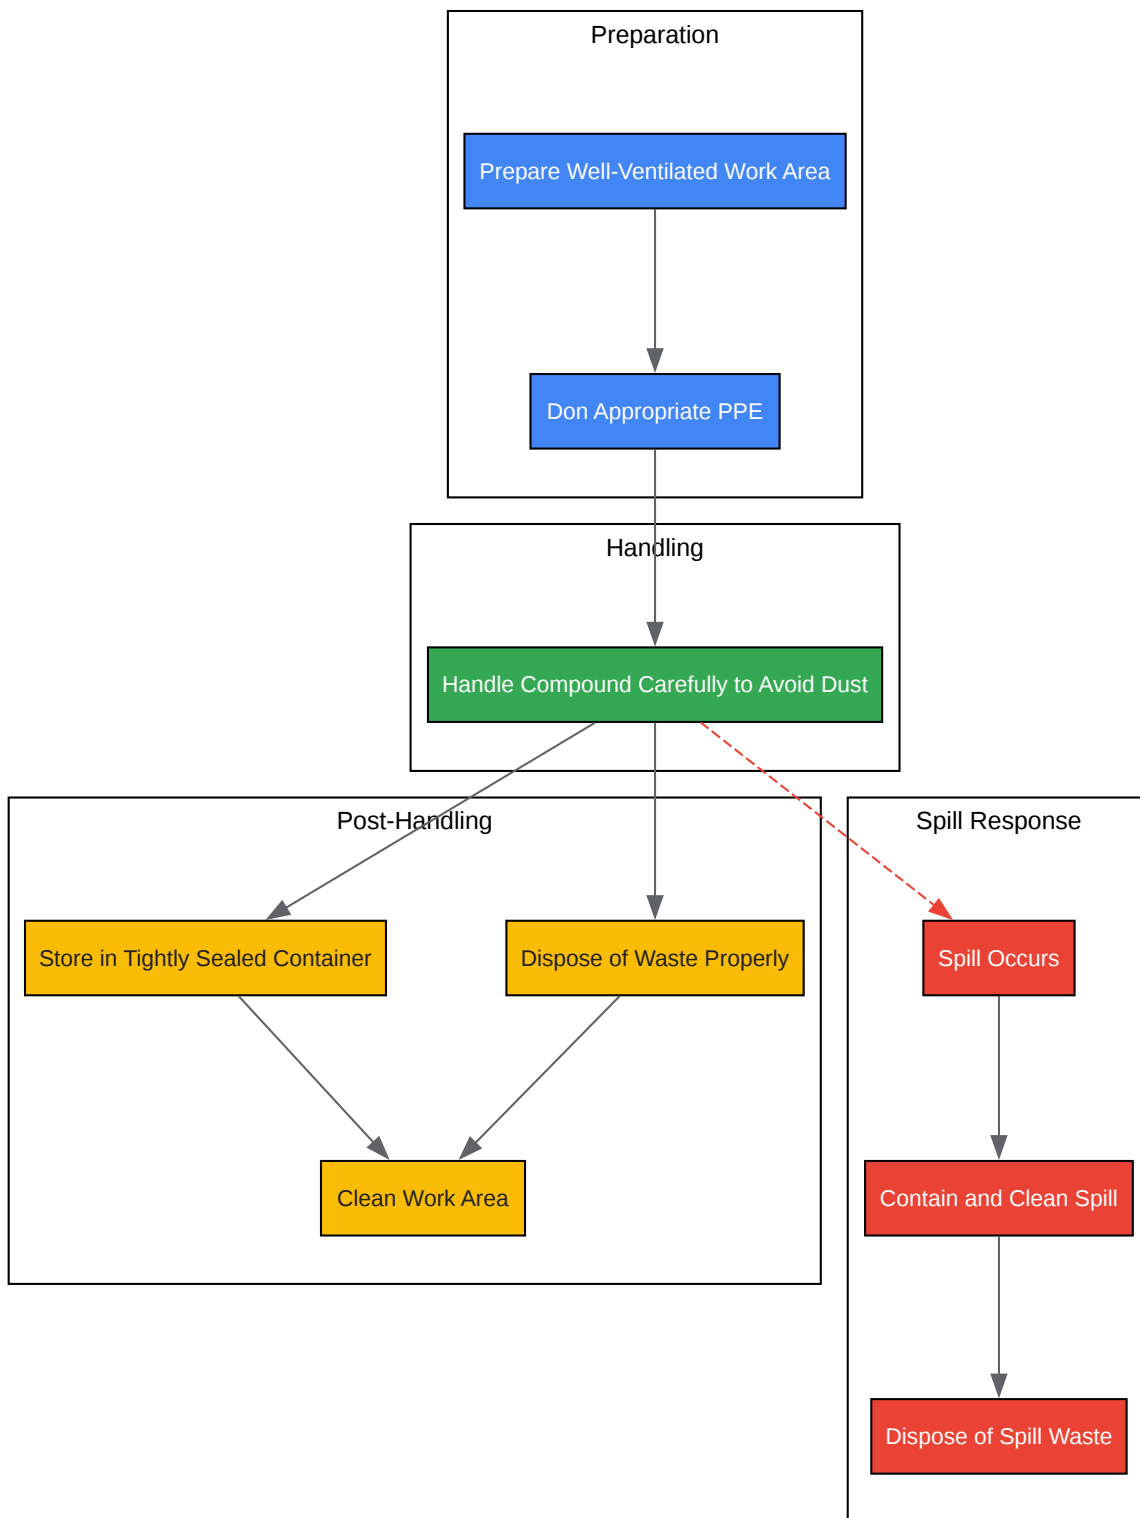 Preparation
Prepare Well-Ventilated Work Area
Don Appropriate PPE
Handling
Handle Compound Carefully to Avoid Dust
Post-Handling
Spill Response
Store in Tightly Sealed Container
Dispose of Waste Properly
Spill Occurs
Clean Work Area
Contain and Clean Spill
Dispose of Spill Waste